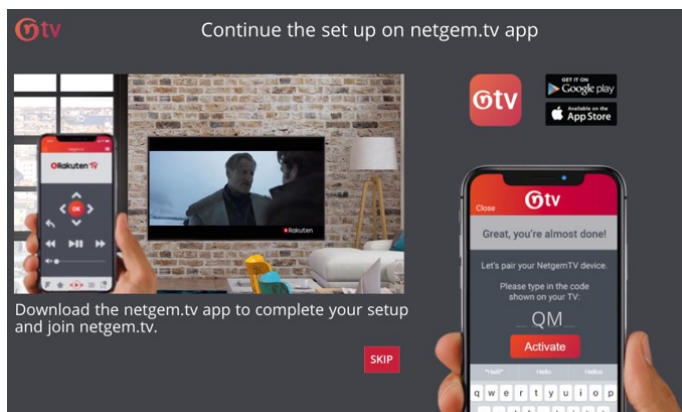 tv
Continue the set up on netgem.tv app
tv
GET IT ON
Google play
Available on the
App Store
Rakuten TV
OK
Rakuten
Download the netgem.tv app to complete your setup
and join netgem.tv.
SKIP
Close
tv
Great, you're almost done!
Let's pair your NetgemTV device.
Please type in the code
shown on your TV:
_ QM _
Activate
"Hell"
Hello
Hellos
q w e r t y u i o p